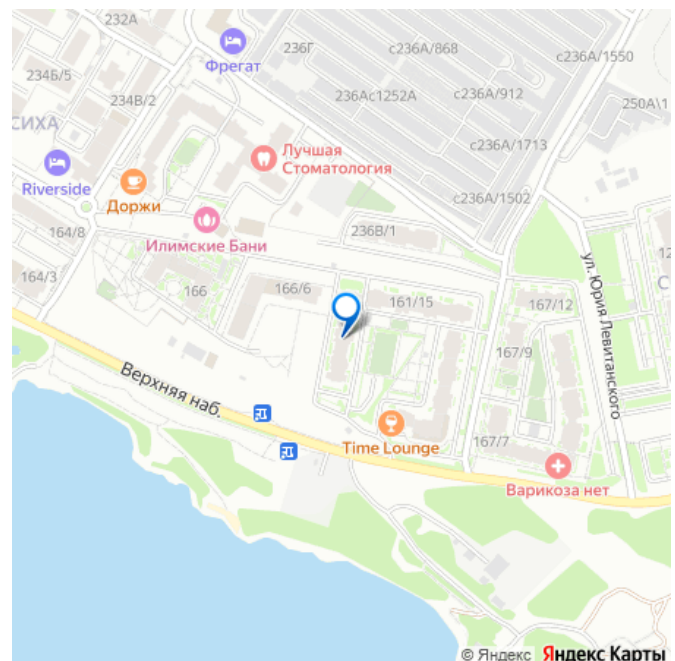 232А
236Г
с236А/868
с236А/1550
Фрегат
234Б/5
236Ас1252А
с236А/912
234В/2
250А\1
СИХА
Лучшая
Стоматология
с236А/1713
Riverside
Доржи
с236А/1502
164/8
Илимские Бани
236В/1
164/3
166
166/6
161/15
167/12
12
С
ул. Юрия Левитанского
167/9
Верхняя наб.
Time Lounge
167/7
Варикоза нет
© Яндекс Яндекс Карты